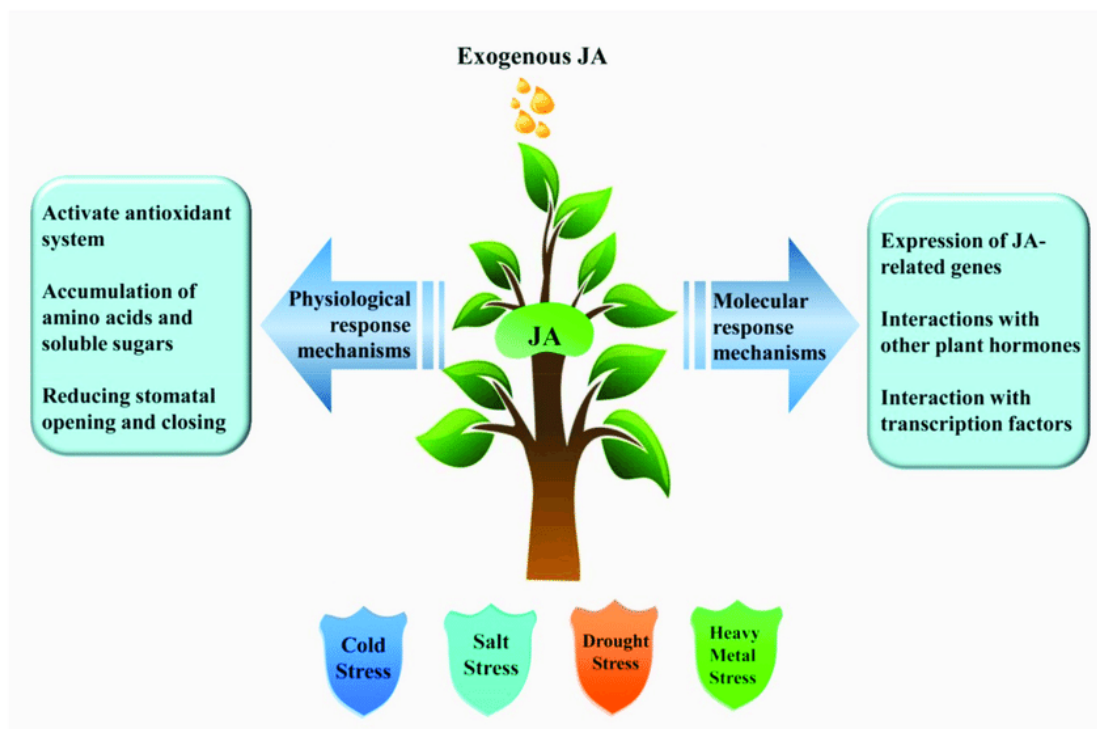 Exogenous JA
Activate antioxidant
system
Accumulation of
amino acids and
soluble sugars
Reducing stomatal
opening and closing
Physiological
response
mechanisms
JA
Molecular
response
mechanisms
Expression of JA-
related genes
Interactions with
other plant hormones
Interaction with
transcription factors
Cold
Stress
Salt
Stress
Drought
Stress
Heavy
Metal
Stress